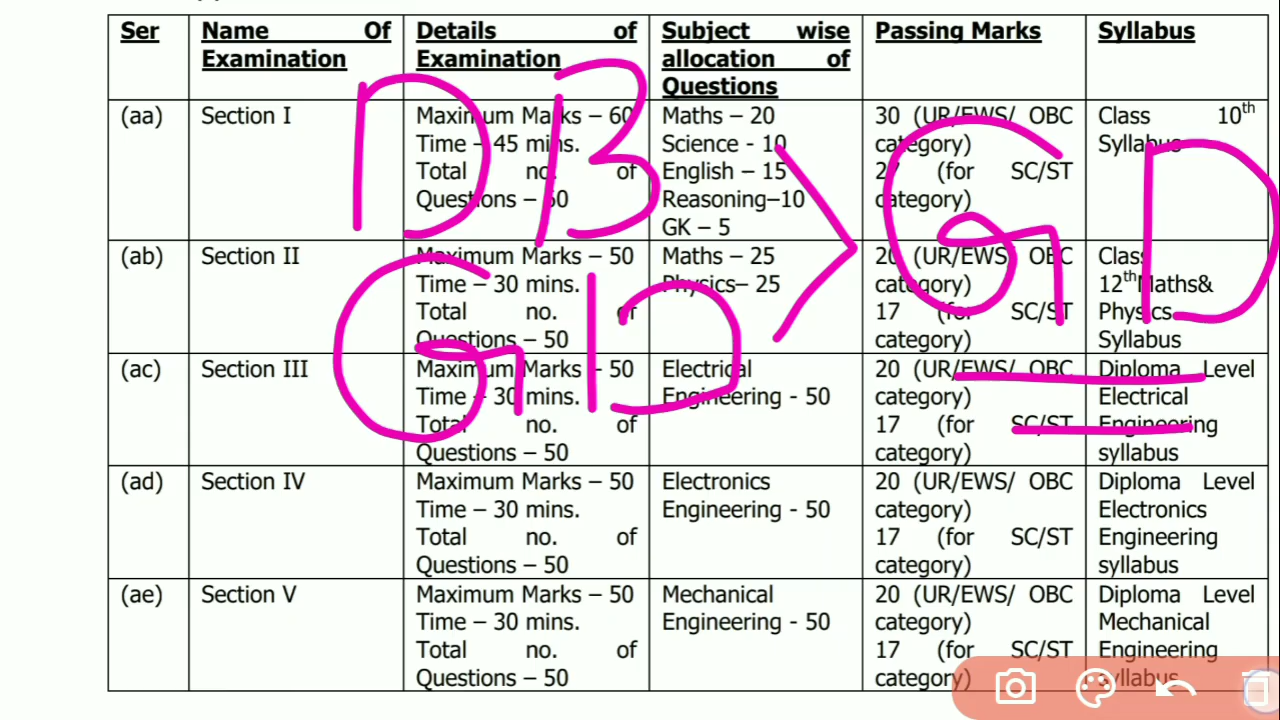 Ser Name Of Examination Details of Examination Subject wise allocation of Questions Passing Marks Syllabus
(aa) Section I
Maximum Marks – 60
Time – 45 mins.
Total no. of
Questions – 60
Maths – 20
Science - 10
English – 15
Reasoning–10
GK – 5
30 (UR/EWS/ OBC
category)
(for SC/ST
category)
Class 10th
Syllabus
(ab) Section II
Maximum Marks – 50
Time – 30 mins.
Total no. of
Questions – 50
Maths – 25
Physics– 25
20 (UR/EWS/ OBC
category)
17 (for SC/ST
category)
Class
12thMaths&
Physics
Syllabus
(ac) Section III
Maximum Marks – 50
Time – 30 mins.
Total no. of
Questions – 50
Electrical
Engineering - 50
20 (UR/EWS/ OBC
category)
17 (for SC/ST
category)
Diploma Level
Electrical
Engineering
syllabus
(ad) Section IV
Maximum Marks – 50
Time – 30 mins.
Total no. of
Questions – 50
Electronics
Engineering - 50
20 (UR/EWS/ OBC
category)
17 (for SC/ST
category)
Diploma Level
Electronics
Engineering
syllabus
(ae) Section V
Maximum Marks – 50
Time – 30 mins.
Total no. of
Questions – 50
Mechanical
Engineering - 50
20 (UR/EWS/ OBC
category)
17 (for SC/ST
category)
Diploma Level
Mechanical
Engineering
syllabus
DB
GD
GD